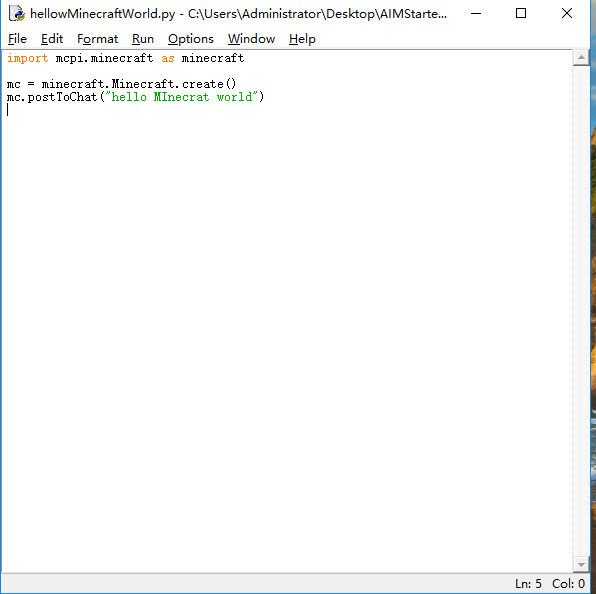 hellowMinecraftWorld.py - C:\Users\Administrator\Desktop\AIMStarte...
File Edit Format Run Options Window Help
import mcpi.minecraft as minecraft
mc = minecraft.Minecraft.create()
mc.postToChat("hello MInecrat world")
Ln: 5 Col: 0